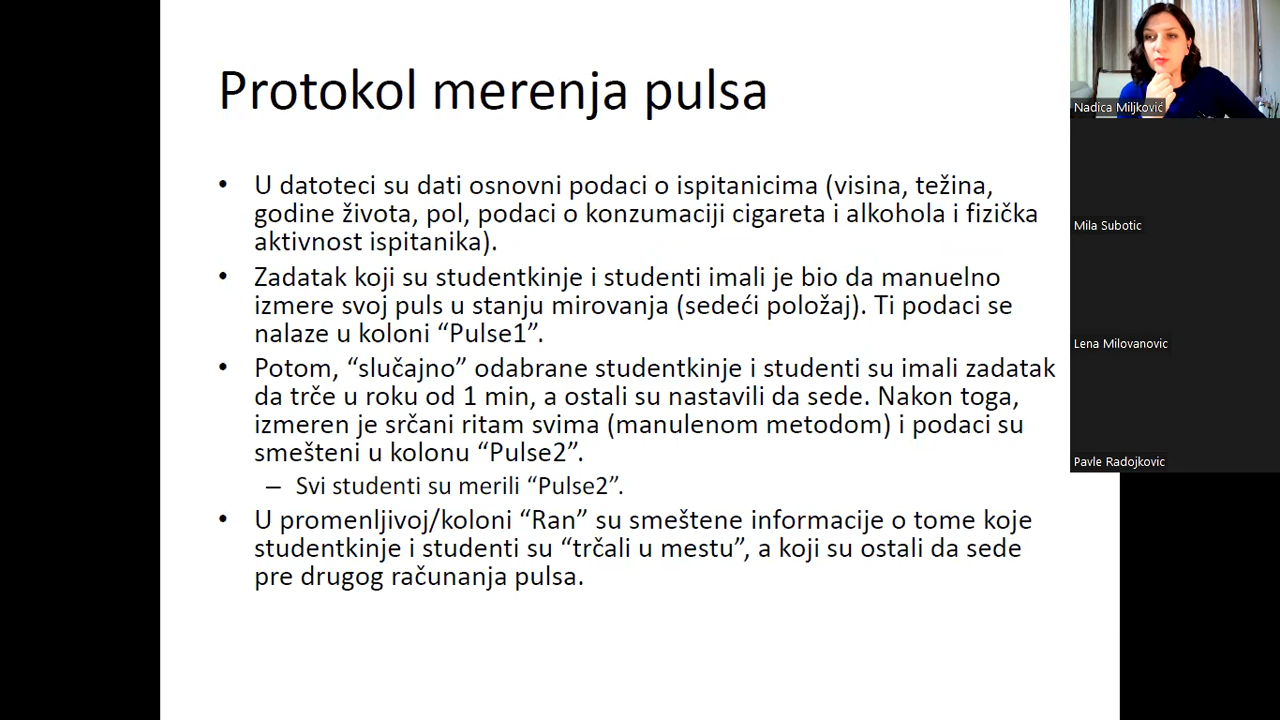 Protokol merenja pulsa
• U datoteci su dati osnovni podaci o ispitanicima (visina, težina,
godine života, pol, podaci o konzumaciji cigareta i alkohola i fizička
aktivnost ispitanika).
• Zadatak koji su studentkinje i studenti imali je bio da manuelno
izmere svoj puls u stanju mirovanja (sedeći položaj). Ti podaci se
nalaze u koloni “Pulse1”.
• Potom, “slučajno” odabrane studentkinje i studenti su imali zadatak
da trče u roku od 1 min, a ostali su nastavili da sede. Nakon toga,
izmeren je srčani ritam svima (manulenom metodom) i podaci su
smešteni u kolonu “Pulse2”.
– Svi studenti su merili “Pulse2”.
• U promenljivoj/koloni “Ran” su smeštene informacije o tome koje
studentkinje i studenti su “trčali u mestu”, a koji su ostali da sede
pre drugog računanja pulsa.
Nadica Miljković
Mila Subotic
Lena Milovanovic
Pavle Radojkovic